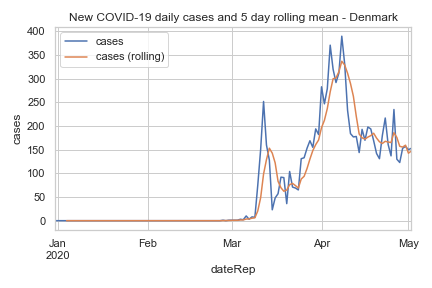 New COVID-19 daily cases and 5 day rolling mean - Denmark
cases
cases (rolling)
400
350
300
250
200
150
100
50
0
cases
Jan
2020
Feb
Mar
Apr
May
dateRep